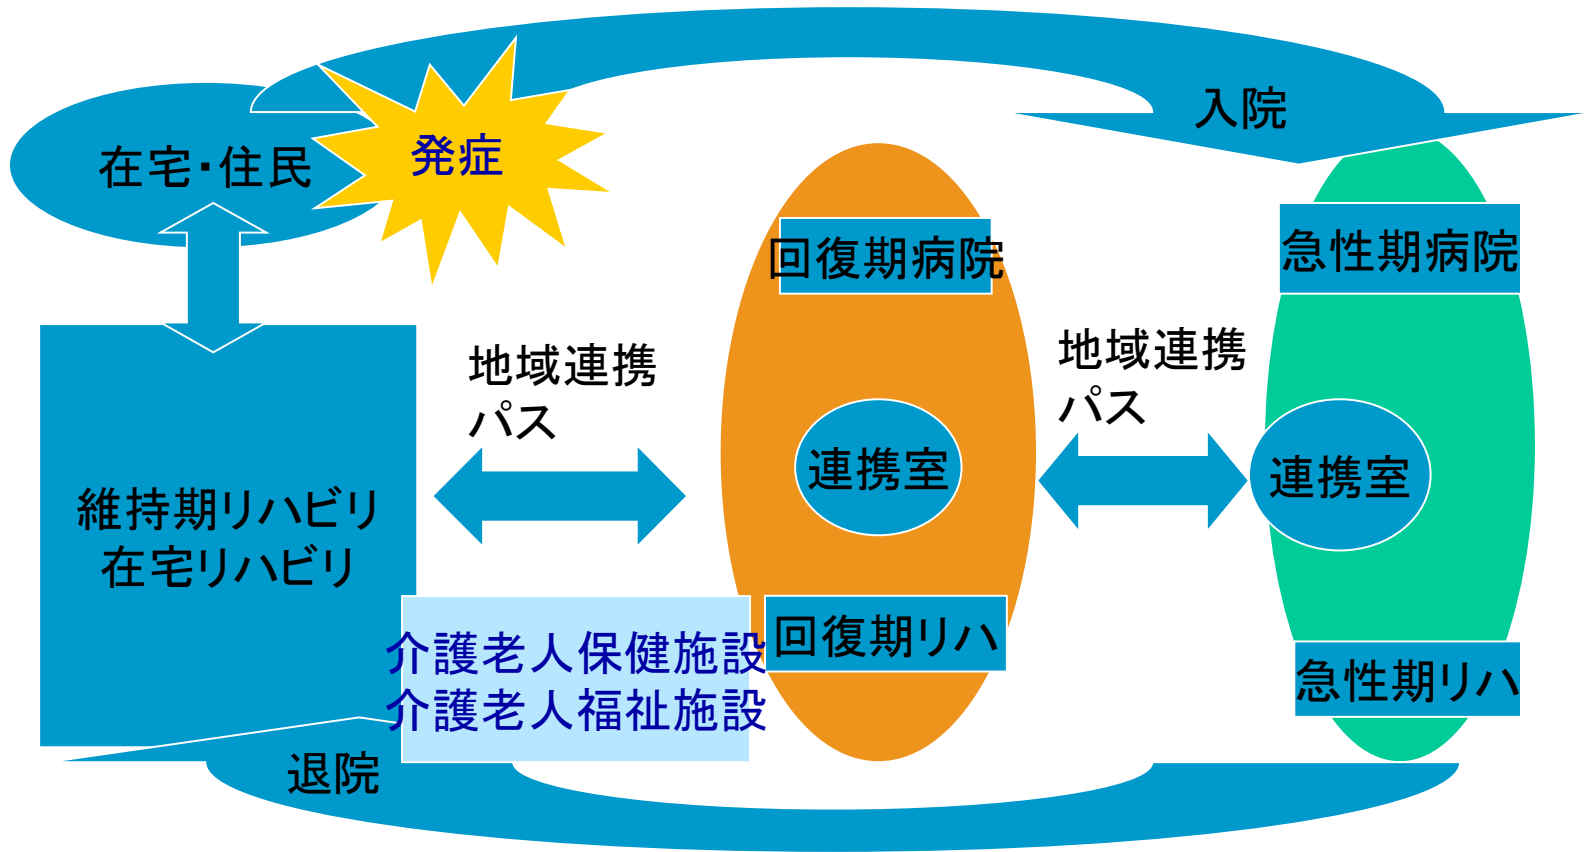 発症
入院
在宅・住民
回復期病院
急性期病院
地域連携
パス
地域連携
パス
連携室
連携室
維持期リハビリ
在宅リハビリ
介護老人保健施設
介護老人福祉施設
回復期リハ
急性期リハ
退院